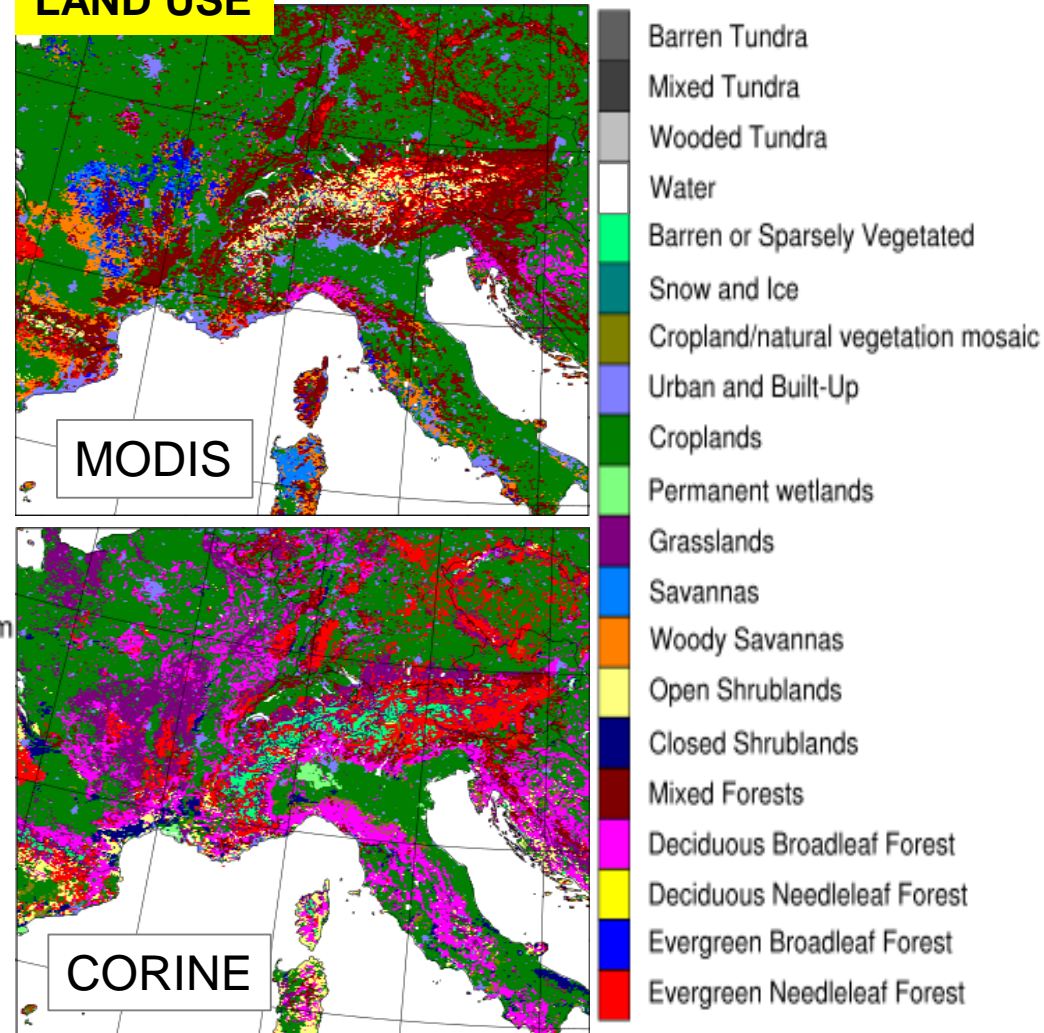 LAND USE
MODIS
CORINE
m
Barren Tundra
Mixed Tundra
Wooded Tundra
Water
Barren or Sparsely Vegetated
Snow and Ice
Cropland/natural vegetation mosaic
Urban and Built-Up
Croplands
Permanent wetlands
Grasslands
Savannas
Woody Savannas
Open Shrublands
Closed Shrublands
Mixed Forests
Deciduous Broadleaf Forest
Deciduous Needleleaf Forest
Evergreen Broadleaf Forest
Evergreen Needleleaf Forest